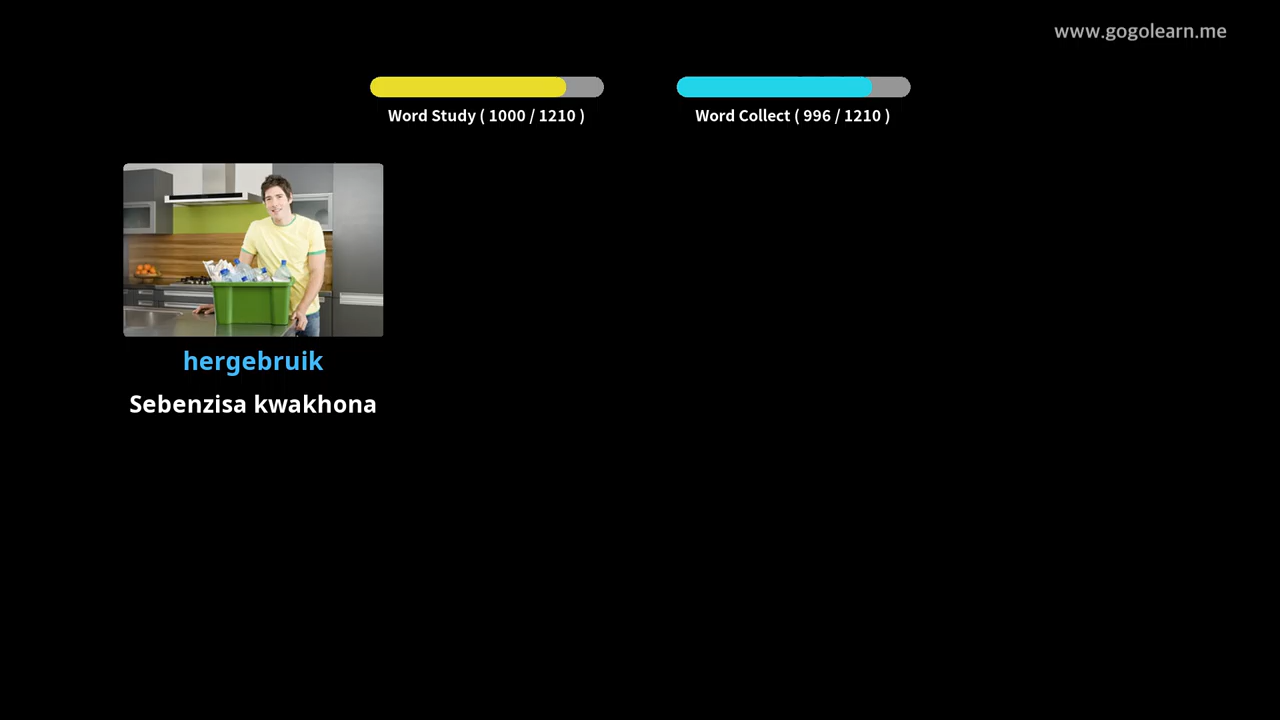 www.gogolearn.me
Word Study ( 1000 / 1210 )
Word Collect ( 996 / 1210 )
hergebruik
Sebenzisa kwakhona